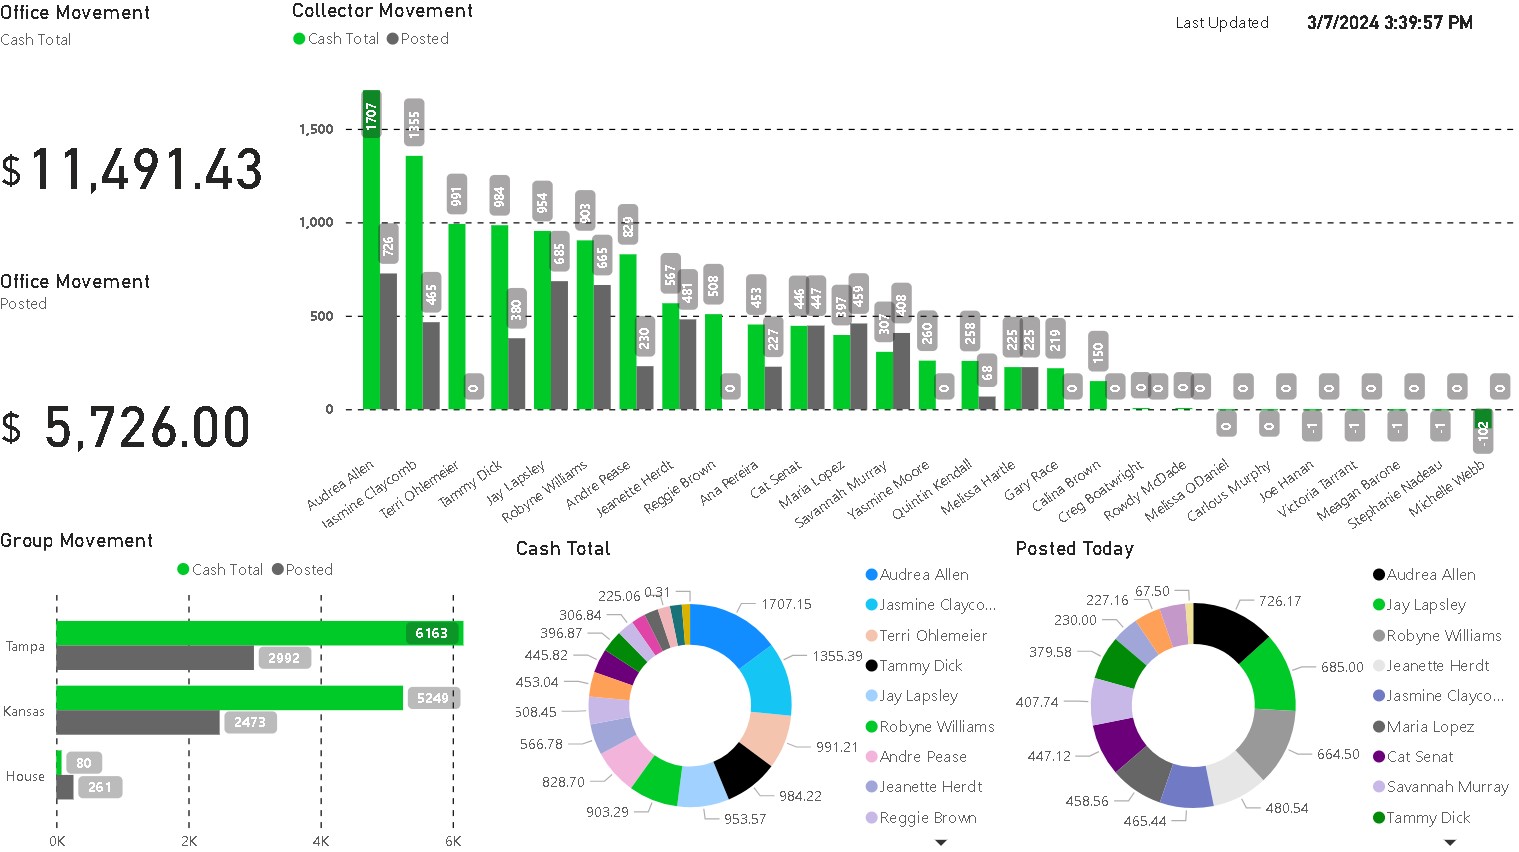 Office Movement
Cash Total
$ 11,491.43
Office Movement
Posted
$ 5,726.00
Collector Movement
Cash Total Posted
Last Updated 3/7/2024 3:39:57 PM
1,500
1,000
500
0
1707 726 1355 465 991 0 984 380 954 685 903 665 829 230 567 481 508 0 453 227 446 447 397 459 307 408 260 0 258 68 225 225 219 0 150 0 0 0 0 0 0 0 0 0 -1 0 -1 0 -1 0 -1 0 -102 0
Audrea Allen
Jasmine Claycomb
Terri Ohlemeier
Tammy Dick
Jay Lapsley
Robyne Williams
Andre Pease
Jeanette Herdt
Reggie Brown
Ana Pereira
Cat Senat
Maria Lopez
Savannah Murray
Yasmine Moore
Quintin Kendall
Melissa Hartle
Gary Race
Calina Brown
Creg Boatwright
Rowdy McDade
Melissa ODaniel
Carlous Murphy
Joe Hanan
Victoria Tarrant
Meagan Barone
Stephanie Nadeau
Michelle Webb
Group Movement
Cash Total Posted
Tampa 6163
2992
Kansas 5249
2473
House 80
261
0K 2K 4K 6K
Cash Total
1707.15
1355.39
991.21
984.22
953.57
903.29
828.70
566.78
508.45
453.04
445.82
396.87
306.84
225.06
0.31
Audrea Allen
Jasmine Clayco...
Terri Ohlemeier
Tammy Dick
Jay Lapsley
Robyne Williams
Andre Pease
Jeanette Herdt
Reggie Brown
Posted Today
726.17
685.00
664.50
480.54
465.44
458.56
447.12
407.74
379.58
230.00
227.16
67.50
Audrea Allen
Jay Lapsley
Robyne Williams
Jeanette Herdt
Jasmine Clayco...
Maria Lopez
Cat Senat
Savannah Murray
Tammy Dick